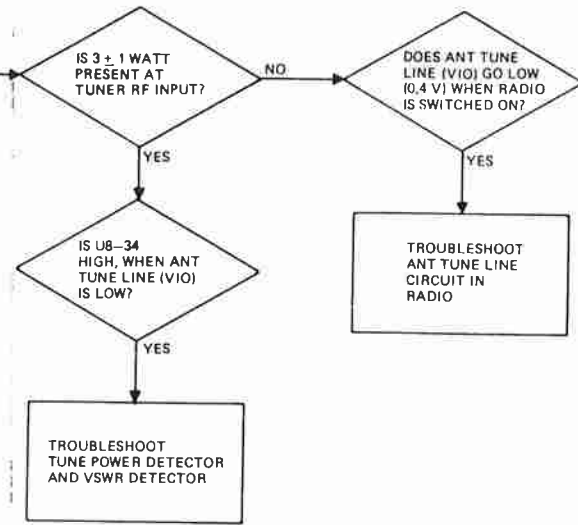 IS 3 ± 1 WATT
PRESENT AT
TUNER RF INPUT?
NO
DOES ANT TUNE
LINE (VIO) GO LOW
(0,4 V) WHEN RADIO
IS SWITCHED ON?
YES
YES
IS U8-34
HIGH, WHEN ANT
TUNE LINE (VIO)
IS LOW?
TROUBLESHOOT
ANT TUNE LINE
CIRCUIT IN
RADIO
YES
TROUBLESHOOT
TUNE POWER DETECTOR
AND VSWR DETECTOR